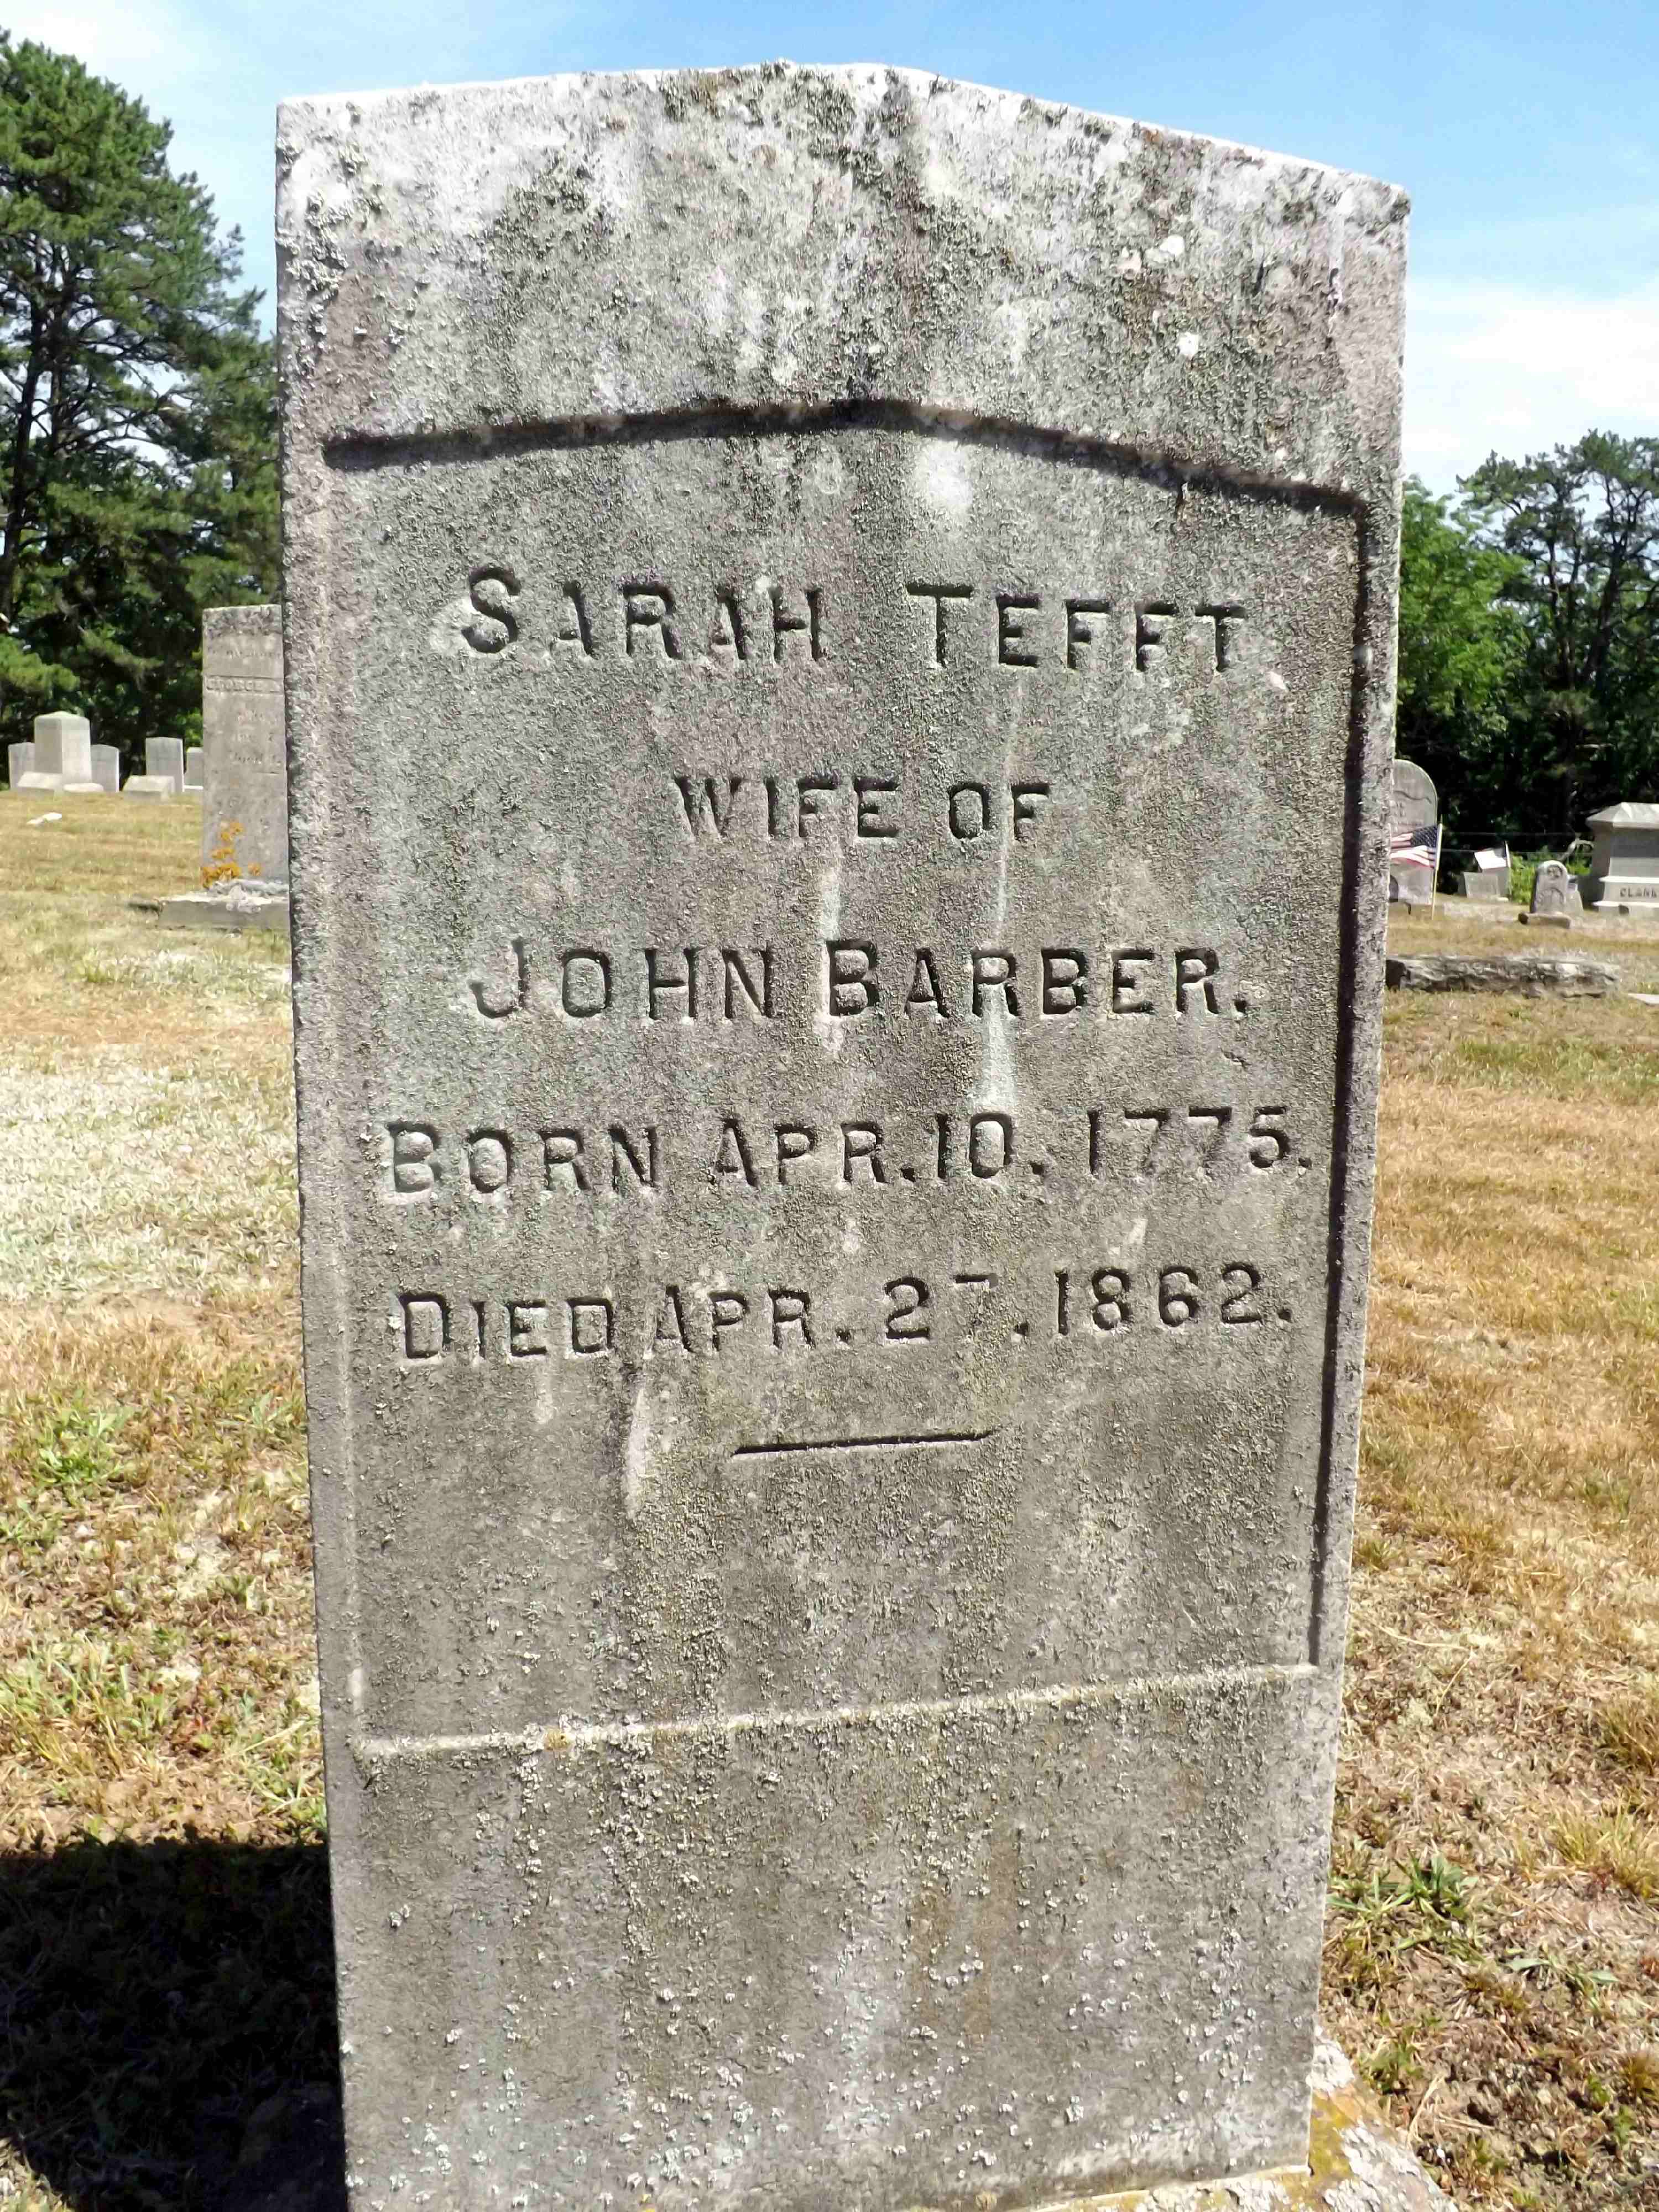 SARAH TEFFT
WIFE OF
JOHN BARBER.
BORN APR. 10. 1775.
DIED APR. 27. 1862.